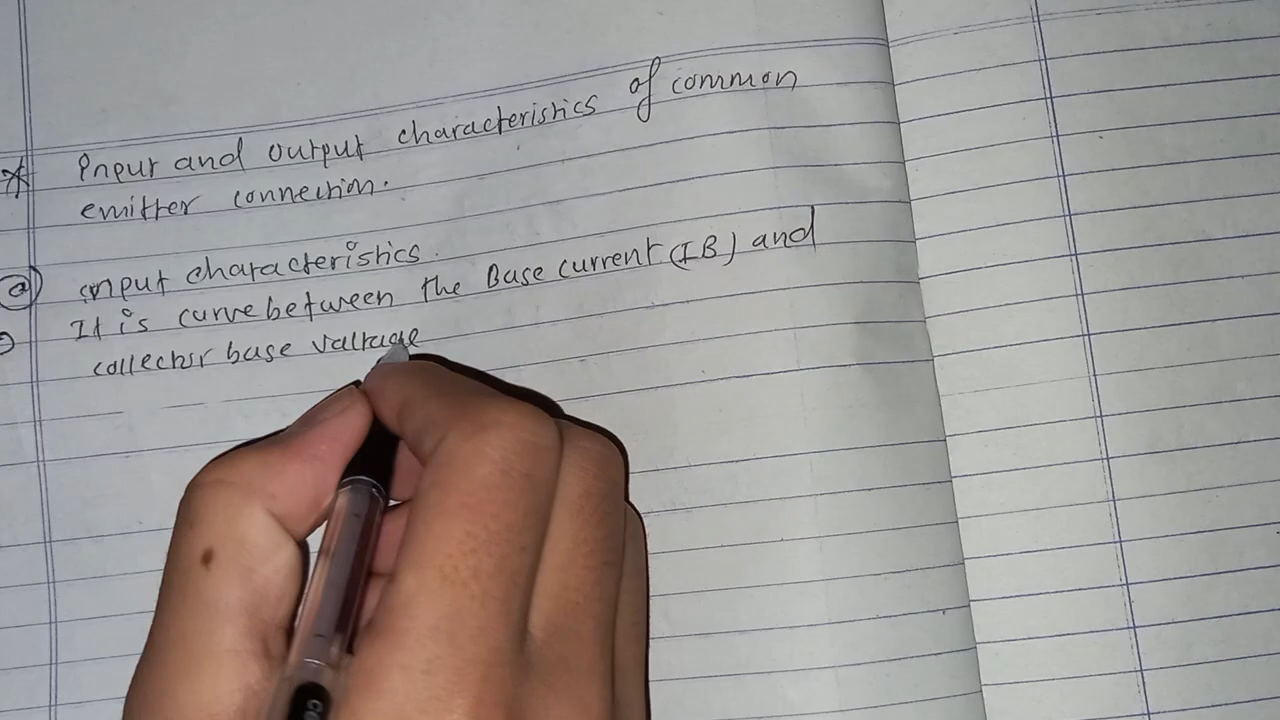 * Input and output characteristics of common
emitter connection.
(a) input characteristics.
It is curve between the Base current (IB) and
collector base valtage